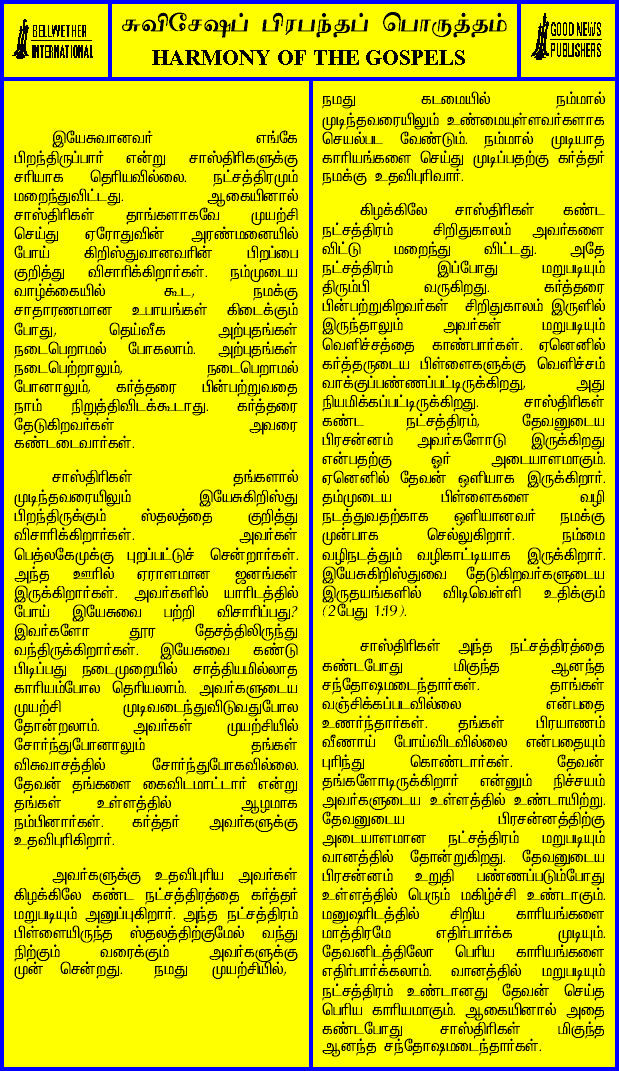 BELLWETHER
INTERNATIONAL
சுவிசேஷப் பிரபந்தப் பொருத்தம்
HARMONY OF THE GOSPELS
GOOD NEWS
PUBLISHERS
இயேசுவானவர் எங்கே
பிறந்திருப்பார் என்று சாஸ்திரிகளுக்கு
சரியாக தெரியவில்லை. நட்சத்திரமும்
மறைந்துவிட்டது. ஆகையினால்
சாஸ்திரிகள் தாங்களாகவே முயற்சி
செய்து ஏரோதுவின் அரண்மனையில்
போய் கிறிஸ்துவானவரின் பிறப்பை
குறித்து விசாரிக்கிறார்கள். நம்முடைய
வாழ்க்கையில் கூட, நமக்கு
சாதாரணமான உபாயங்கள் கிடைக்கும்
போது, தெய்வீக அற்புதங்கள்
நடைபெறாமல் போகலாம். அற்புதங்கள்
நடைபெற்றாலும், நடைபெறாமல்
போனாலும், கர்த்தரை பின்பற்றுவதை
நாம் நிறுத்திவிடக்கூடாது. கர்த்தரை
தேடுகிறவர்கள் அவரை
கண்டடைவார்கள்.
சாஸ்திரிகள் தங்களால்
முடிந்தவரையிலும் இயேசுகிறிஸ்து
பிறந்திருக்கும் ஸ்தலத்தை குறித்து
விசாரிக்கிறார்கள். அவர்கள்
பெத்லகேமுக்கு புறப்பட்டுச் சென்றார்கள்.
அந்த ஊரில் ஏராளமான ஜனங்கள்
இருக்கிறார்கள். அவர்களில் யாரிடத்தில்
போய் இயேசுவை பற்றி விசாரிப்பது?
இவர்களோ தூர தேசத்திலிருந்து
வந்திருக்கிறார்கள். இயேசுவை கண்டு
பிடிப்பது நடைமுறையில் சாத்தியமில்லாத
காரியம்போல தெரியலாம். அவர்களுடைய
முயற்சி முடிவடைந்துவிடுவதுபோல
தோன்றலாம். அவர்கள் முயற்சியில்
சோர்ந்துபோனாலும் தங்கள்
விசுவாசத்தில் சோர்ந்துபோகவில்லை.
தேவன் தங்களை கைவிடமாட்டார் என்று
தங்கள் உள்ளத்தில் ஆழமாக
நம்பினார்கள். கர்த்தர் அவர்களுக்கு
உதவிபுரிகிறார்.
அவர்களுக்கு உதவிபுரிய அவர்கள்
கிழக்கிலே கண்ட நட்சத்திரத்தை கர்த்தர்
மறுபடியும் அனுப்புகிறார். அந்த நட்சத்திரம்
பிள்ளையிருந்த ஸ்தலத்திற்குமேல் வந்து
நிற்கும் வரைக்கும் அவர்களுக்கு
முன் சென்றது. நமது முயற்சியில்,
நமது கடமையில் நம்மால்
முடிந்தவரையிலும் உண்மையுள்ளவர்களாக
செயல்பட வேண்டும். நம்மால் முடியாத
காரியங்களை செய்து முடிப்பதற்கு கர்த்தர்
நமக்கு உதவிபுரிவார்.
கிழக்கிலே சாஸ்திரிகள் கண்ட
நட்சத்திரம் சிறிதுகாலம் அவர்களை
விட்டு மறைந்து விட்டது. அதே
நட்சத்திரம் இப்போது மறுபடியும்
திரும்பி வருகிறது. கர்த்தரை
பின்பற்றுகிறவர்கள் சிறிதுகாலம் இருளில்
இருந்தாலும் அவர்கள் மறுபடியும்
வெளிச்சத்தை காண்பார்கள். ஏனெனில்
கர்த்தருடைய பிள்ளைகளுக்கு வெளிச்சம்
வாக்குப்பண்ணப்பட்டிருக்கிறது, அது
நியமிக்கப்பட்டிருக்கிறது. சாஸ்திரிகள்
கண்ட நட்சத்திரம், தேவனுடைய
பிரசன்னம் அவர்களோடு இருக்கிறது
என்பதற்கு ஓர் அடையாளமாகும்.
ஏனெனில் தேவன் ஒளியாக இருக்கிறார்.
தம்முடைய பிள்ளைகளை வழி
நடத்துவதற்காக ஒளியானவர் நமக்கு
முன்பாக செல்லுகிறார். நம்மை
வழிநடத்தும் வழிகாட்டியாக இருக்கிறார்.
இயேசுகிறிஸ்துவை தேடுகிறவர்களுடைய
இருதயங்களில் விடிவெள்ளி உதிக்கும்
(2பேது 1:19).
சாஸ்திரிகள் அந்த நட்சத்திரத்தை
கண்டபோது மிகுந்த ஆனந்த
சந்தோஷமடைந்தார்கள். தாங்கள்
வஞ்சிக்கப்படவில்லை என்பதை
உணர்ந்தார்கள். தங்கள் பிரயாணம்
வீணாய் போய்விடவில்லை என்பதையும்
புரிந்து கொண்டார்கள். தேவன்
தங்களோடிருக்கிறார் என்னும் நிச்சயம்
அவர்களுடைய உள்ளத்தில் உண்டாயிற்று.
தேவனுடைய பிரசன்னத்திற்கு
அடையாளமான நட்சத்திரம் மறுபடியும்
வானத்தில் தோன்றுகிறது. தேவனுடைய
பிரசன்னம் உறுதி பண்ணப்படும்போது
உள்ளத்தில் பெரும் மகிழ்ச்சி உண்டாகும்.
மனுஷரிடத்தில் சிறிய காரியங்களை
மாத்திரமே எதிர்பார்க்க முடியும்.
தேவனிடத்திலோ பெரிய காரியங்களை
எதிர்பார்க்கலாம். வானத்தில் மறுபடியும்
நட்சத்திரம் உண்டானது தேவன் செய்த
பெரிய காரியமாகும். ஆகையினால் அதை
கண்டபோது சாஸ்திரிகள் மிகுந்த
ஆனந்த சந்தோஷமடைந்தார்கள்.